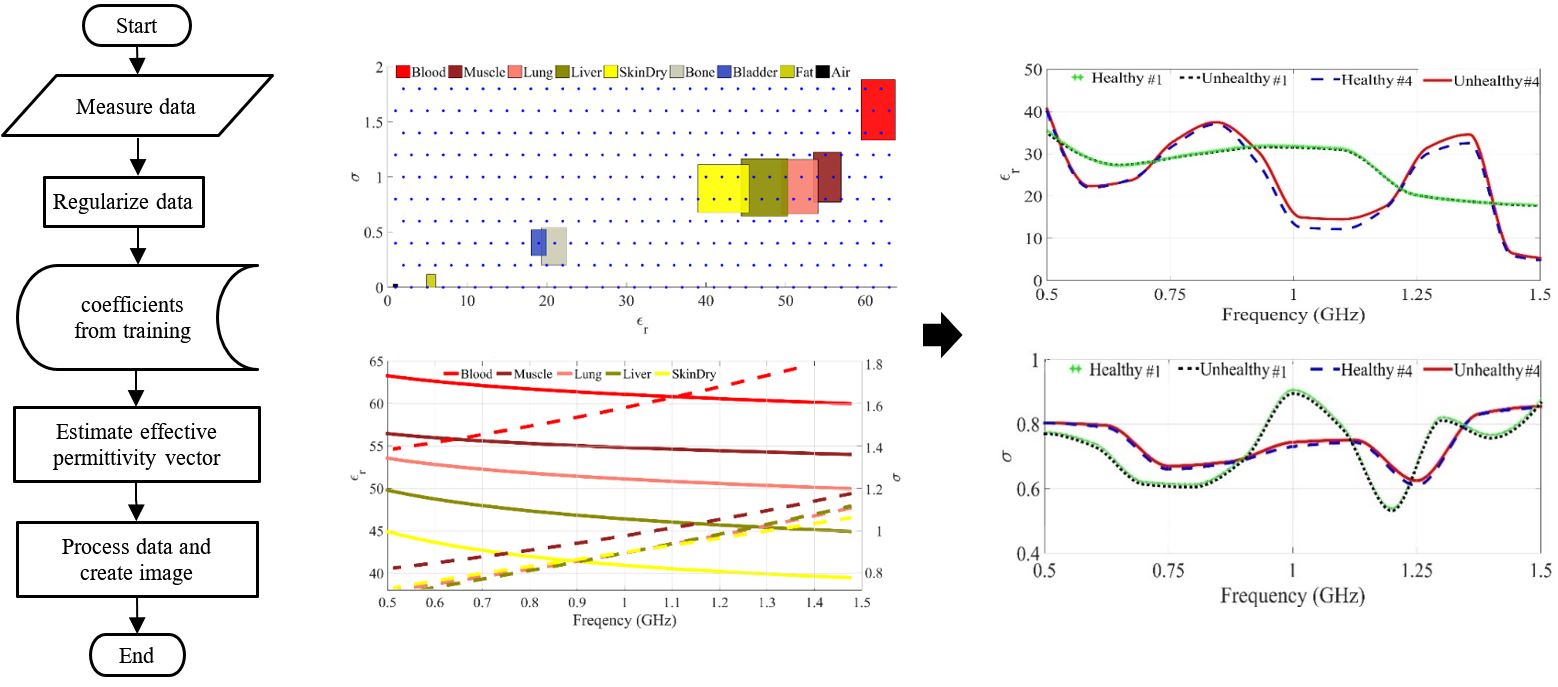 Start
Measure data
Regularize data
coefficients
from training
Estimate effective
permittivity vector
Process data and
create image
End
Blood Muscle Lung Liver SkinDry Bone Bladder Fat Air
2
1.5
1
0.5
0
σ
0 10 20 30 40 50 60
ϵr
Blood Muscle Lung Liver SkinDry
65
60
55
50
45
40
ϵr
1.8
1.6
1.4
1.2
1
0.8
σ
0.5 0.6 0.7 0.8 0.9 1 1.1 1.2 1.3 1.4 1.5
Freqency (GHz)
Healthy #1 Unhealthy #1 Healthy #4 Unhealthy #4
50
40
30
20
10
0
ϵr
0.5 0.75 1 1.25 1.5
Frequency (GHz)
Healthy #1 Unhealthy #1 Healthy #4 Unhealthy #4
1
0.8
0.6
0.4
σ
0.5 0.75 1 1.25 1.5
Frequency (GHz)